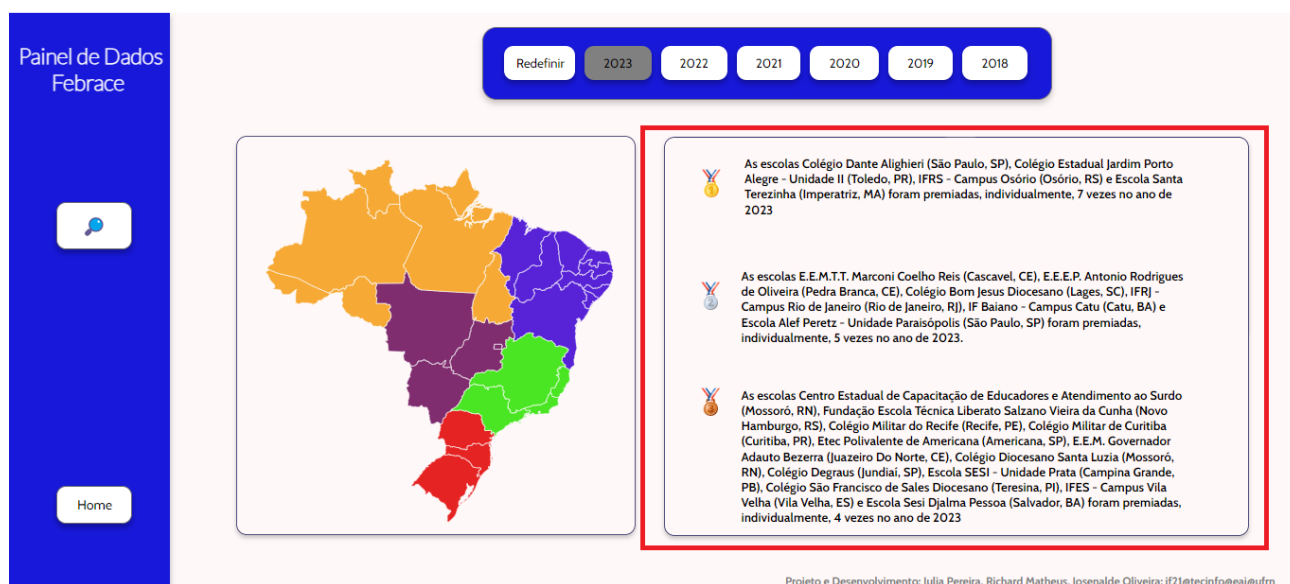 Painel de Dados
Febrace
Redefinir
2023
2022
2021
2020
2019
2018
1
As escolas Colégio Dante Alighieri (São Paulo, SP), Colégio Estadual Jardim Porto
Alegre - Unidade II (Toledo, PR), IFRS - Campus Osório (Osório, RS) e Escola Santa
Terezinha (Imperatriz, MA) foram premiadas, individualmente, 7 vezes no ano de
2023
2
As escolas E.E.M.T.T. Marconi Coelho Reis (Cascavel, CE), E.E.E.P. Antonio Rodrigues
de Oliveira (Pedra Branca, CE), Colégio Bom Jesus Diocesano (Lages, SC), IFRJ -
Campus Rio de Janeiro (Rio de Janeiro, RJ), IF Baiano - Campus Catu (Catu, BA) e
Escola Alef Peretz - Unidade Paraisópolis (São Paulo, SP) foram premiadas,
individualmente, 5 vezes no ano de 2023.
3
As escolas Centro Estadual de Capacitação de Educadores e Atendimento ao Surdo
(Mossoró, RN), Fundação Escola Técnica Liberato Salzano Vieira da Cunha (Novo
Hamburgo, RS), Colégio Militar do Recife (Recife, PE), Colégio Militar de Curitiba
(Curitiba, PR), Etec Polivalente de Americana (Americana, SP), E.E.M. Governador
Adauto Bezerra (Juazeiro Do Norte, CE), Colégio Diocesano Santa Luzia (Mossoró,
RN), Colégio Degraus (Jundiaí, SP), Escola SESI - Unidade Prata (Campina Grande,
PB), Colégio São Francisco de Sales Diocesano (Teresina, PI), IFES - Campus Vila
Velha (Vila Velha, ES) e Escola Sesi Djalma Pessoa (Salvador, BA) foram premiadas,
individualmente, 4 vezes no ano de 2023
Home
Projeto e Desenvolvimento: Julia Pereira, Richard Matheus, Josenalde Oliveira: if21@tecinfo@eaj@ufrn